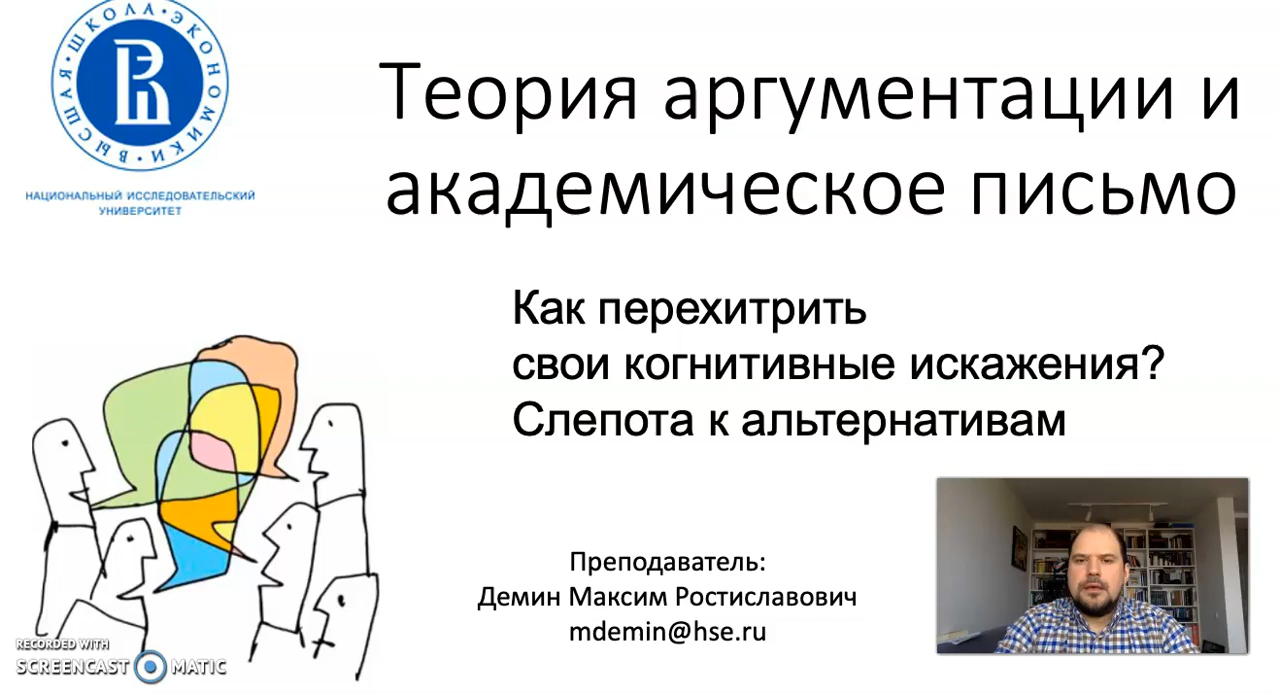 ВЫСШАЯ • ШКОЛА • ЭКОНОМИКИ •
НАЦИОНАЛЬНЫЙ ИССЛЕДОВАТЕЛЬСКИЙ
УНИВЕРСИТЕТ
Теория аргументации и
академическое письмо
Как перехитрить
свои когнитивные искажения?
Слепота к альтернативам
Преподаватель:
Демин Максим Ростиславович
mdemin@hse.ru
RECORDED WITH
SCREENCAST MATIC